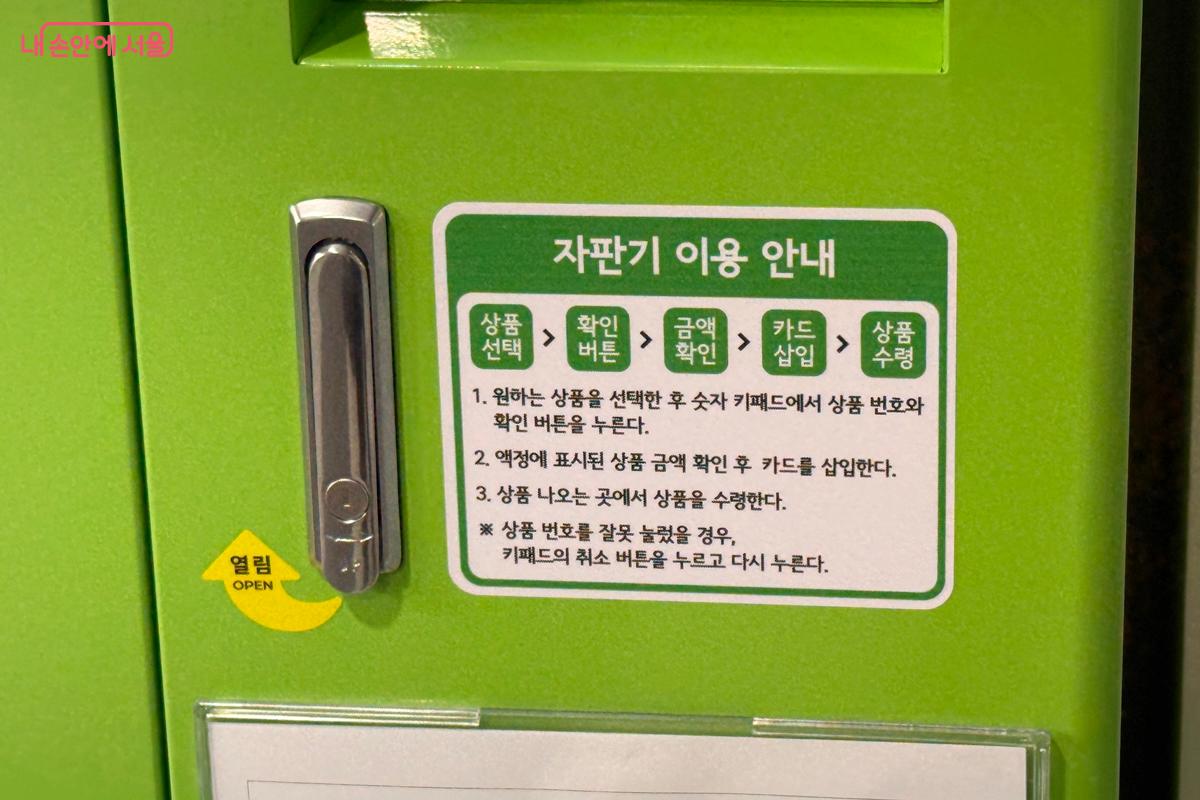 내 손안에 서울
자판기 이용 안내
상품
선택
>
확인
버튼
>
금액
확인
>
카드
삽입
>
상품
수령
1. 원하는 상품을 선택한 후 숫자 키패드에서 상품 번호와
확인 버튼을 누른다.
2. 액정에 표시된 상품 금액 확인 후 카드를 삽입한다.
3. 상품 나오는 곳에서 상품을 수령한다.
※ 상품 번호를 잘못 눌렀을 경우,
키패드의 취소 버튼을 누르고 다시 누른다.
열림
OPEN